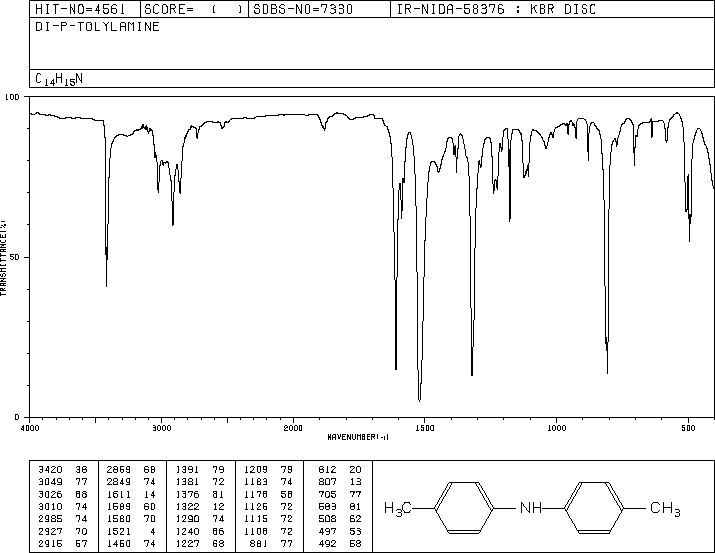 HIT-NO=4561 SCORE= ( ) SDBS-NO=7330 IR-NIDA-58376 : KBR DISC
DI-P-TOLYLAMINE
C14H15N
100
50
0
TRANSMITTANCE(%)
4000 3000 2000 1500 1000 500
WAVENUMBER(-1)
3420 36 2869 68 1391 79 1209 79 812 20
3049 77 2849 74 1381 72 1183 74 807 13
3026 68 1611 14 1376 81 1178 58 705 77
3010 74 1589 60 1322 12 1126 72 583 81
2985 74 1580 70 1290 74 1115 72 508 62
2927 70 1521 4 1240 66 1108 72 497 53
2915 57 1450 74 1227 68 881 77 492 58
H3C NH CH3